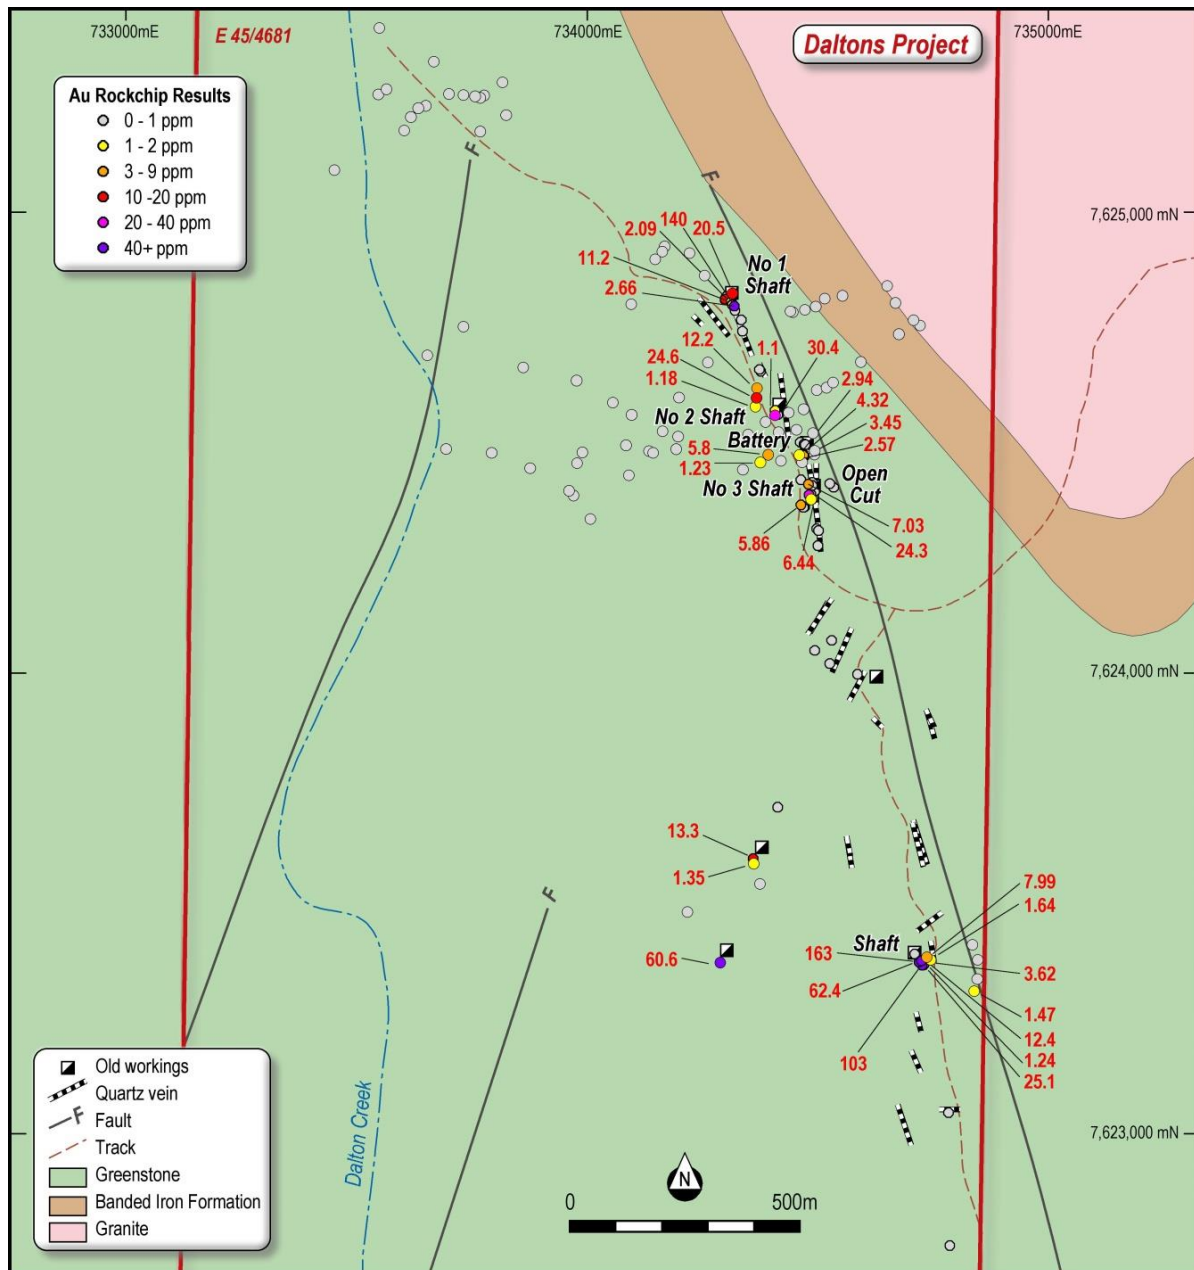 733000mE
E 45/4681
734000mE
Daltons Project
735000mE
Au Rockchip Results
0 - 1 ppm
1 - 2 ppm
3 - 9 ppm
10 -20 ppm
20 - 40 ppm
40+ ppm
F
F
7,625,000 mN
140
2.09
20.5
11.2
No 1
Shaft
2.66
12.2
1.1
30.4
24.6
2.94
1.18
4.32
No 2 Shaft
3.45
Battery
2.57
5.8
1.23
No 3 Shaft
Open
Cut
7.03
5.86
24.3
6.44
7,624,000 mN
13.3
1.35
7.99
F
1.64
Shaft
163
60.6
3.62
62.4
1.47
12.4
103
1.24
25.1
Old workings
Quartz vein
F
Fault
Track
Greenstone
Banded Iron Formation
Granite
Dalton Creek
7,623,000 mN
N
0
500m